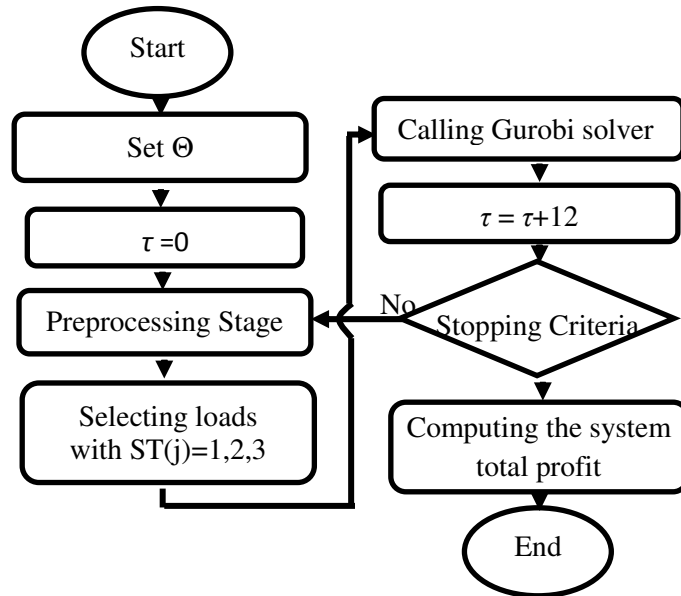 Start
Set Θ
τ =0
Preprocessing Stage
Selecting loads
with ST(j)=1,2,3
Calling Gurobi solver
τ = τ+12
No
Stopping Criteria
Computing the system
total profit
End